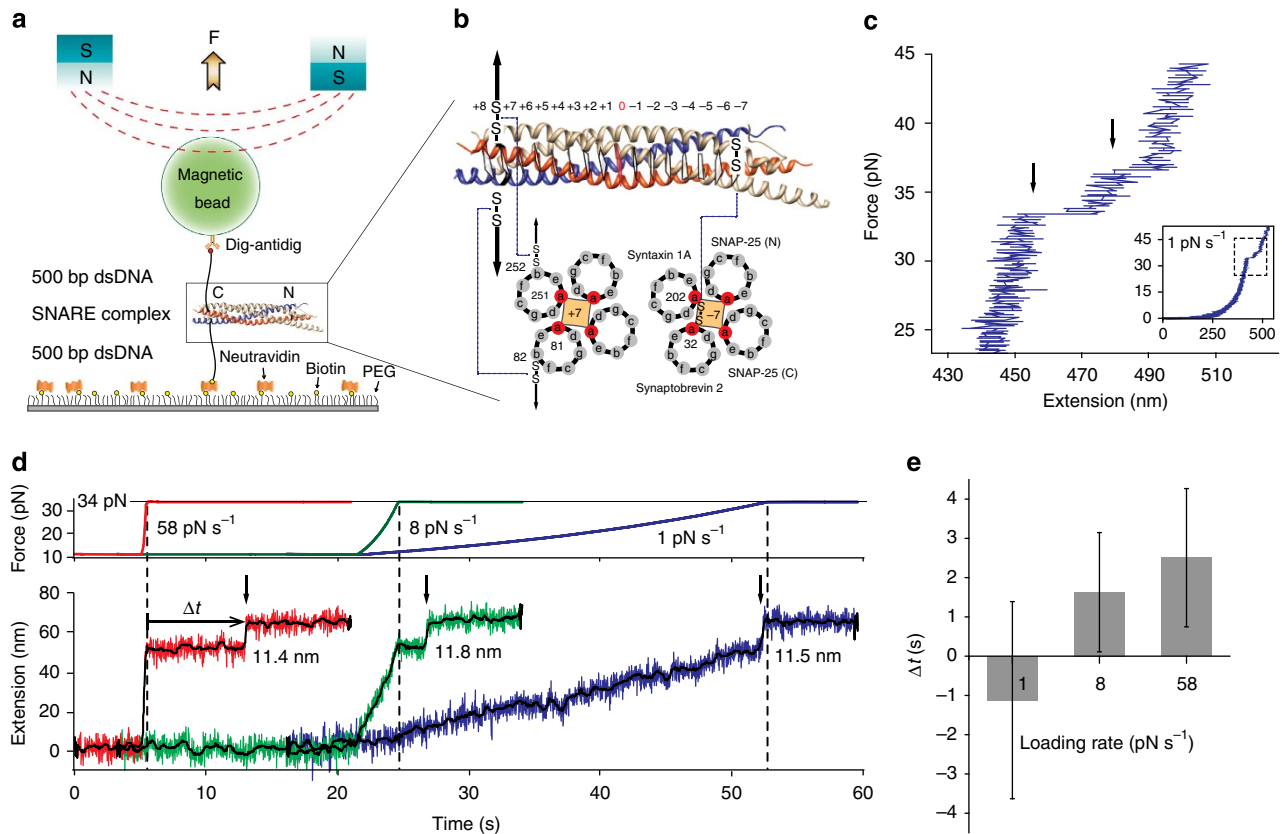 a
S
N
F
N
S
Magnetic
bead
Dig-antidig
500 bp dsDNA
C N
SNARE complex
500 bp dsDNA
Neutravidin
Biotin
PEG
b
+8 +7 +6 +5 +4 +3 +2 +1 0 −1 −2 −3 −4 −5 −6 −7
S
S
S
S
S
S
Syntaxin 1A
SNAP-25 (N)
252
S
S
251
+7
81
82
S
S
202
S
S
−7
32
a b c d e f g
Synaptobrevin 2
SNAP-25 (C)
c
Force (pN)
45
40
35
30
25
430 450 470 490 510
Extension (nm)
1 pN s−1
45
30
15
0
0 250 500
d
Force (pN)
34 pN
30
20
10
58 pN s−1
8 pN s−1
1 pN s−1
Extension (nm)
80
60
40
20
0
Δt
11.4 nm
11.8 nm
11.5 nm
0 10 20 30 40 50 60
Time (s)
e
Δt (s)
4
3
2
1
0
−1
−2
−3
−4
1
8
58
Loading rate (pN s−1)